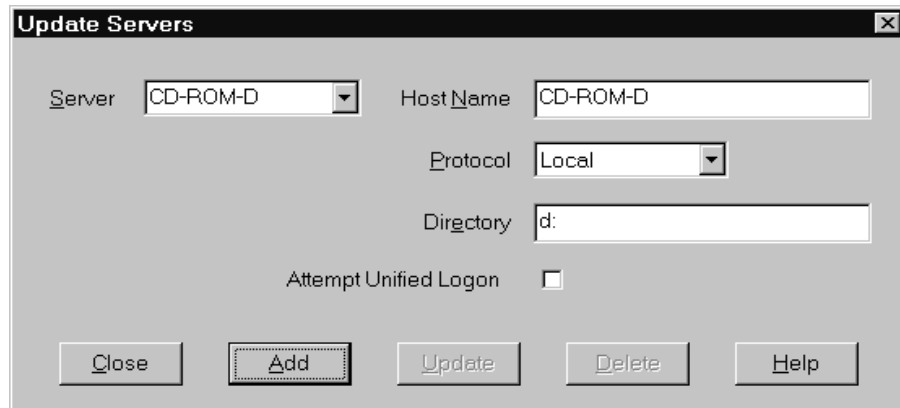 Update Servers
Server CD-ROM-D Host Name CD-ROM-D
Protocol Local
Directory d:
Attempt Unified Logon
Close Add Update Delete Help